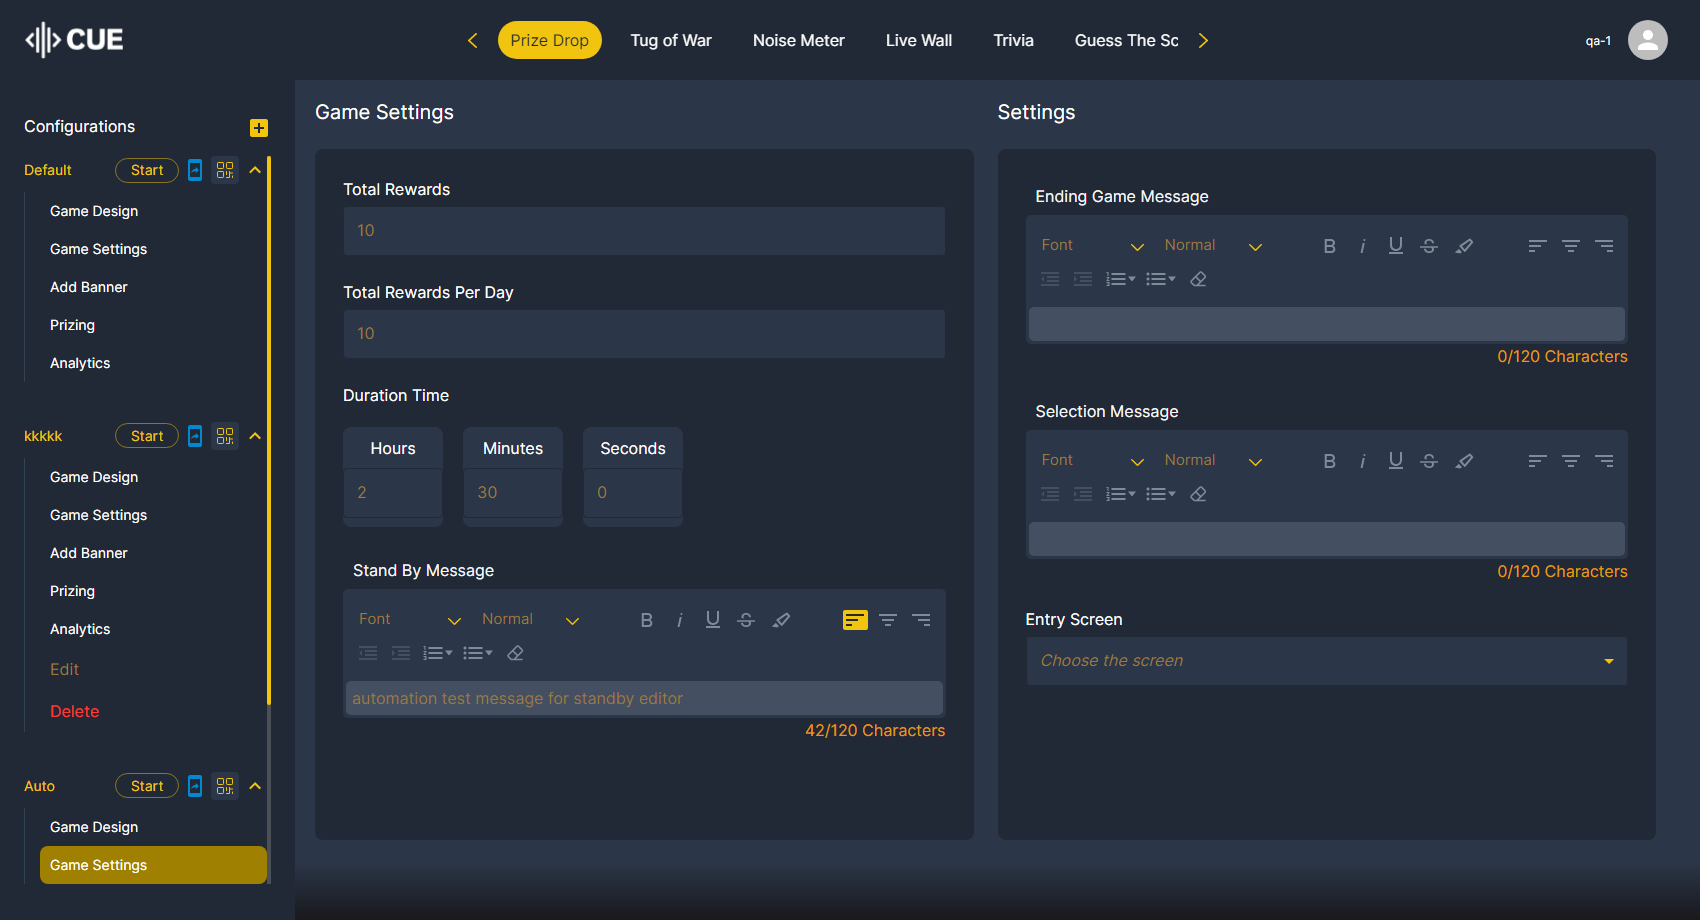 CUE
Prize Drop
Tug of War
Noise Meter
Live Wall
Trivia
Guess The Sc
qa-1
Configurations
Default
Start
Game Design
Game Settings
Add Banner
Prizing
Analytics
kkkkk
Start
Game Design
Game Settings
Add Banner
Prizing
Analytics
Edit
Delete
Auto
Start
Game Design
Game Settings
Game Settings
Total Rewards
10
Total Rewards Per Day
10
Duration Time
Hours
Minutes
Seconds
2
30
0
Stand By Message
Font
Normal
automation test message for standby editor
42/120 Characters
Settings
Ending Game Message
Font
Normal
0/120 Characters
Selection Message
Font
Normal
0/120 Characters
Entry Screen
Choose the screen